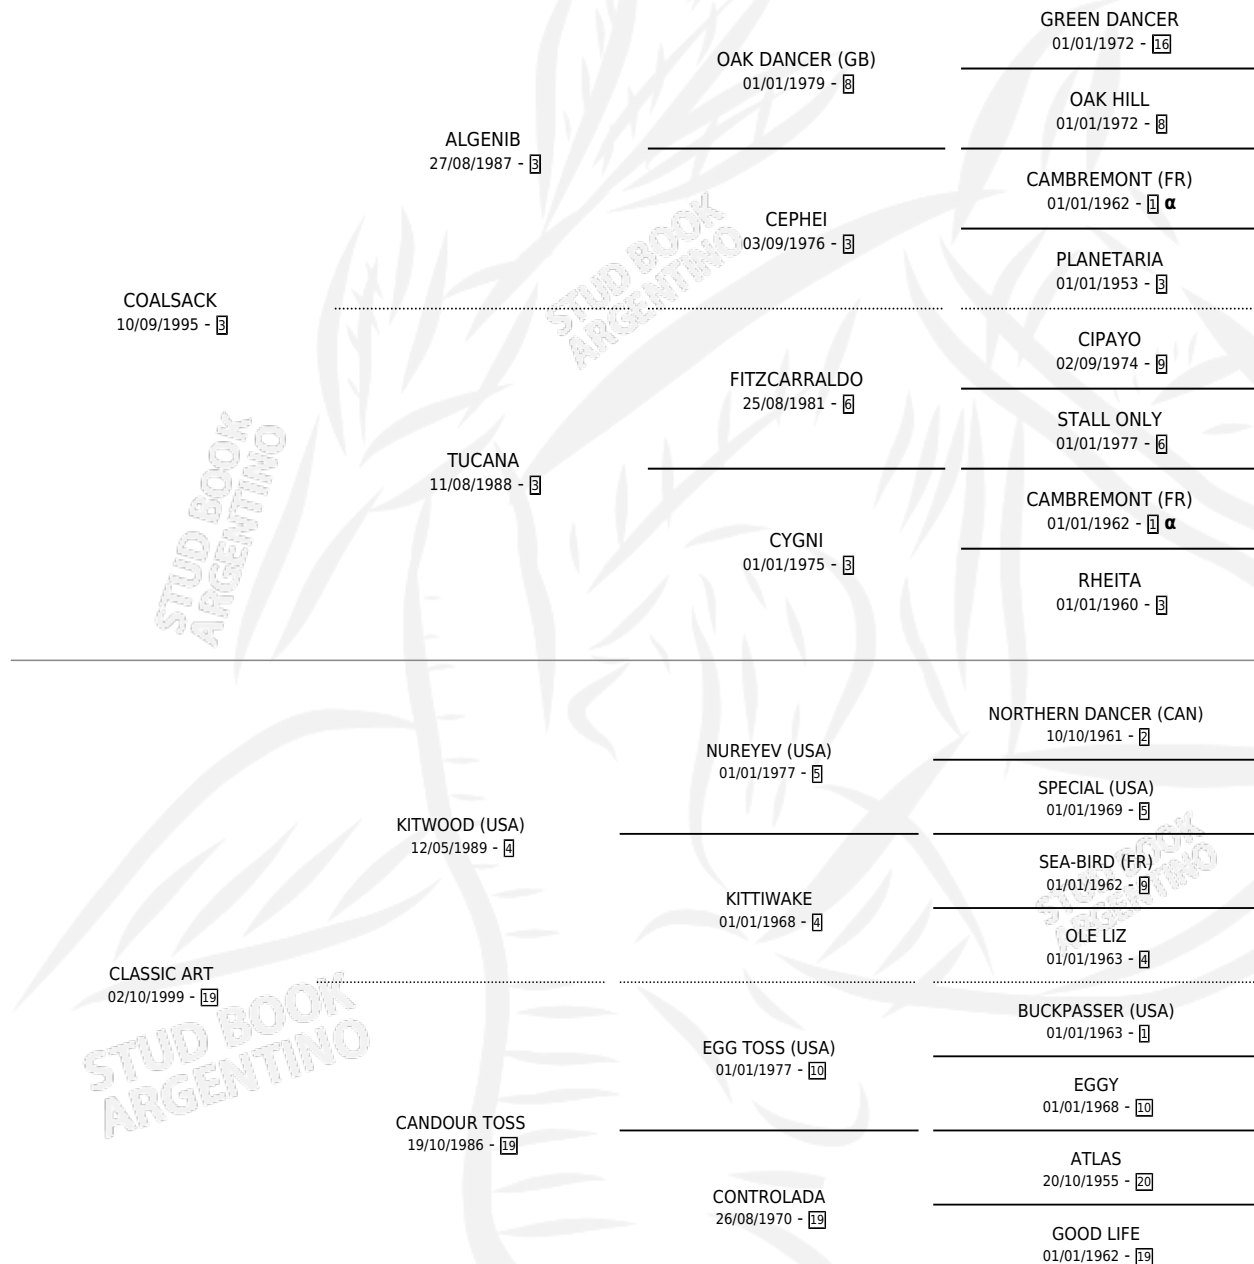 GREEN DANCER
01/01/1972 - 16
OAK DANCER (GB)
01/01/1979 - 8
OAK HILL
01/01/1972 - 8
ALGENIB
27/08/1987 - 3
CAMBREMONT (FR)
01/01/1962 - 1 α
CEPHEI
03/09/1976 - 3
PLANETARIA
01/01/1953 - 3
COALSACK
10/09/1995 - 3
CIPAYO
02/09/1974 - 9
FITZCARRALDO
25/08/1981 - 6
STALL ONLY
01/01/1977 - 6
TUCANA
11/08/1988 - 3
CAMBREMONT (FR)
01/01/1962 - 1 α
CYGNI
01/01/1975 - 3
RHEITA
01/01/1960 - 3
NORTHERN DANCER (CAN)
10/10/1961 - 2
NUREYEV (USA)
01/01/1977 - 5
SPECIAL (USA)
01/01/1969 - 5
KITWOOD (USA)
12/05/1989 - 4
SEA-BIRD (FR)
01/01/1962 - 9
KITTIWAKE
01/01/1968 - 4
OLE LIZ
01/01/1963 - 4
CLASSIC ART
02/10/1999 - 19
BUCKPASSER (USA)
01/01/1963 - 1
EGG TOSS (USA)
01/01/1977 - 10
EGGY
01/01/1968 - 10
CANDOUR TOSS
19/10/1986 - 19
ATLAS
20/10/1955 - 20
CONTROLADA
26/08/1970 - 19
GOOD LIFE
01/01/1962 - 19
STUD BOOK
ARGENTINO
STUD BOOK
ARGENTINO
STUD BOOK
ARGENTINO
STUD BOOK
ARGENTINO